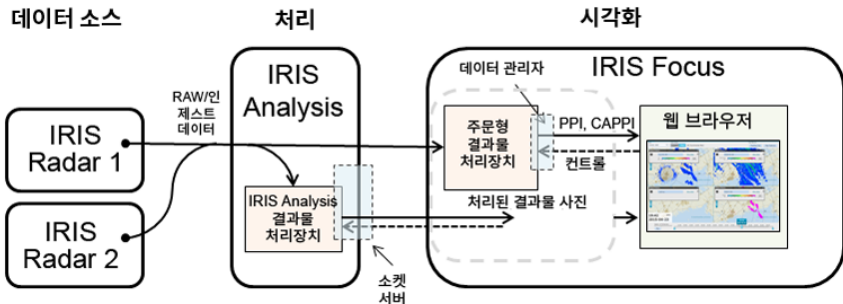 데이터 소스
처리
시각화
IRIS
Radar 1
IRIS
Radar 2
RAW/인
제스트
데이터
IRIS
Analysis
IRIS Analysis
결과물
처리장치
소켓
서버
데이터 관리자
IRIS Focus
주문형
결과물
처리장치
PPI, CAPPI
컨트롤
처리된 결과물 사진
웹 브라우저